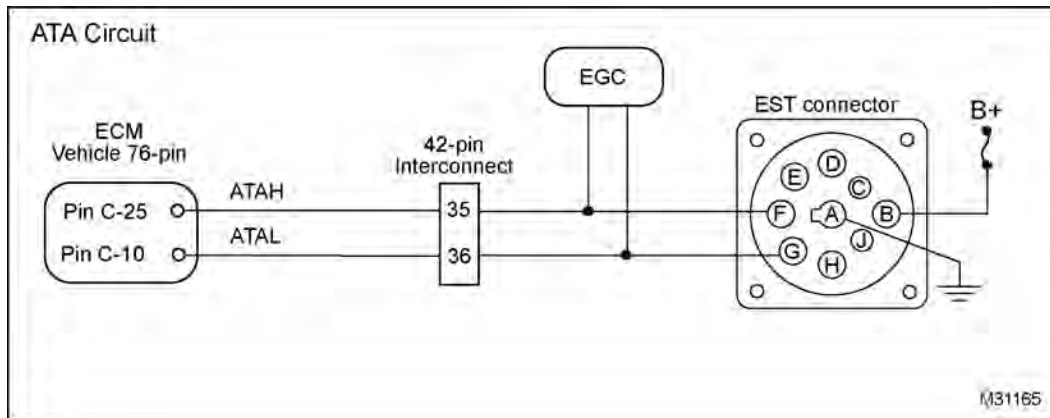 ATA Circuit
EGC
EST connector
B+
ECM
Vehicle 76-pin
42-pin
Interconnect
D
E
C
Pin C-25
ATAH
35
F
A
B
Pin C-10
ATAL
36
G
J
H
M31165